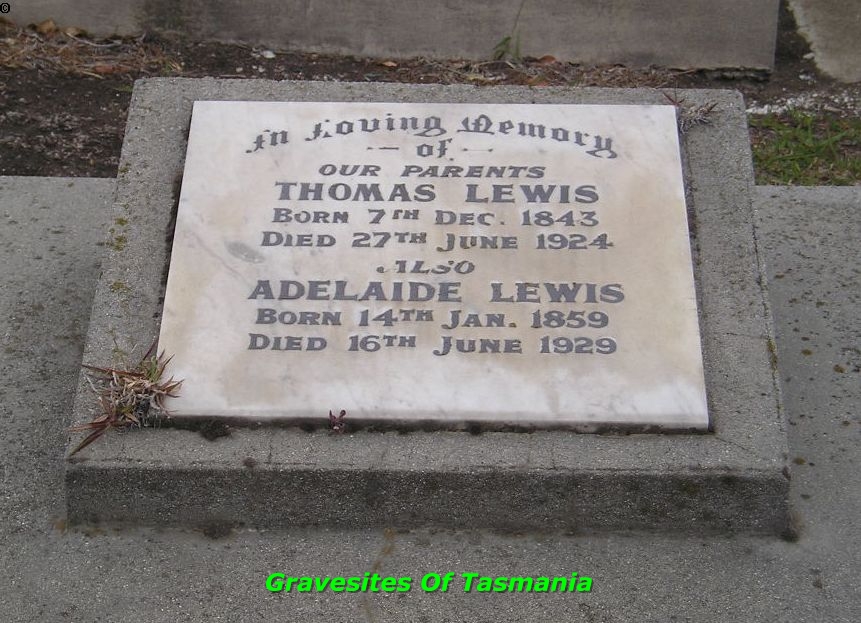 ©
In Loving Memory
- of -
OUR PARENTS
THOMAS LEWIS
BORN 7TH DEC. 1843
DIED 27TH JUNE 1924
ALSO
ADELAIDE LEWIS
BORN 14TH JAN. 1859
DIED 16TH JUNE 1929
Gravesites Of Tasmania